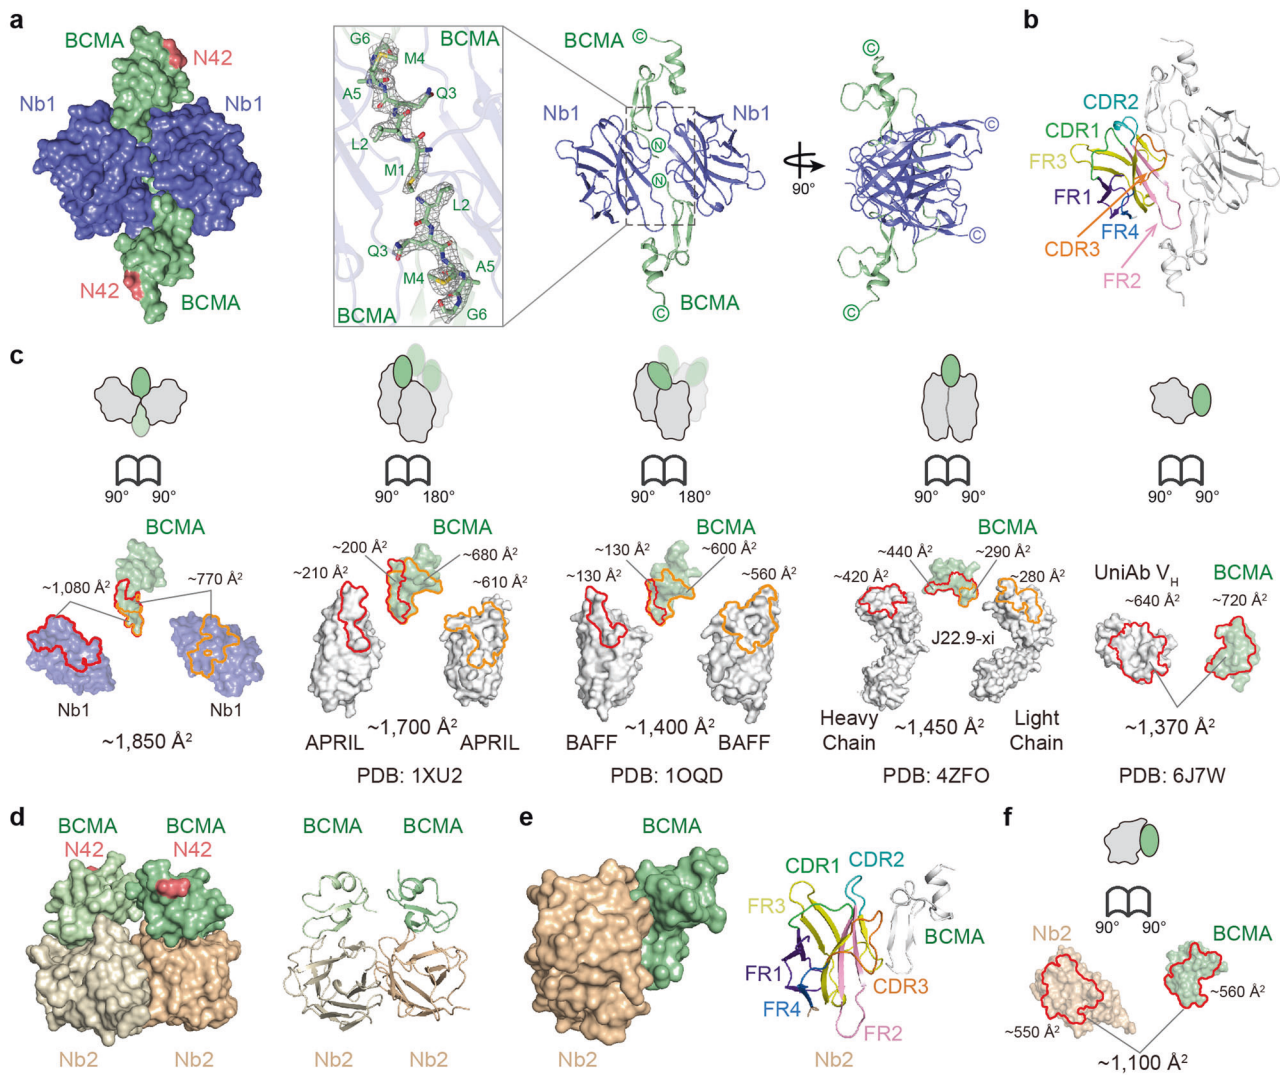 a
BCMA
N42
Nb1
Nb1
N42
BCMA
G6
BCMA
M4
A5
Q3
L2
M1
L2
Q3
A5
M4
BCMA
G6
BCMA
©
Nb1
Nb1
N
N
BCMA
©
90°
©
©
©
©
b
CDR2
CDR1
FR3
FR1
FR4
CDR3
FR2
c
90° 90°
BCMA
~1,080 Å²
~770 Å²
Nb1
Nb1
~1,850 Å²
90° 180°
BCMA
~200 Å²
~680 Å²
~210 Å²
~610 Å²
~1,700 Å²
APRIL
APRIL
PDB: 1XU2
90° 180°
BCMA
~130 Å²
~600 Å²
~130 Å²
~560 Å²
~1,400 Å²
BAFF
BAFF
PDB: 1OQD
90° 90°
BCMA
~440 Å²
~290 Å²
~420 Å²
~280 Å²
J22.9-xi
Heavy
Chain
~1,450 Å²
Light
Chain
PDB: 4ZFO
90° 90°
UniAb VH
~640 Å²
BCMA
~720 Å²
~1,370 Å²
PDB: 6J7W
d
BCMA
BCMA
N42
N42
Nb2
Nb2
BCMA
BCMA
Nb2
Nb2
e
BCMA
Nb2
CDR1
CDR2
FR3
BCMA
FR1
CDR3
FR4
FR2
Nb2
f
90° 90°
Nb2
BCMA
~560 Å²
~550 Å²
~1,100 Å²